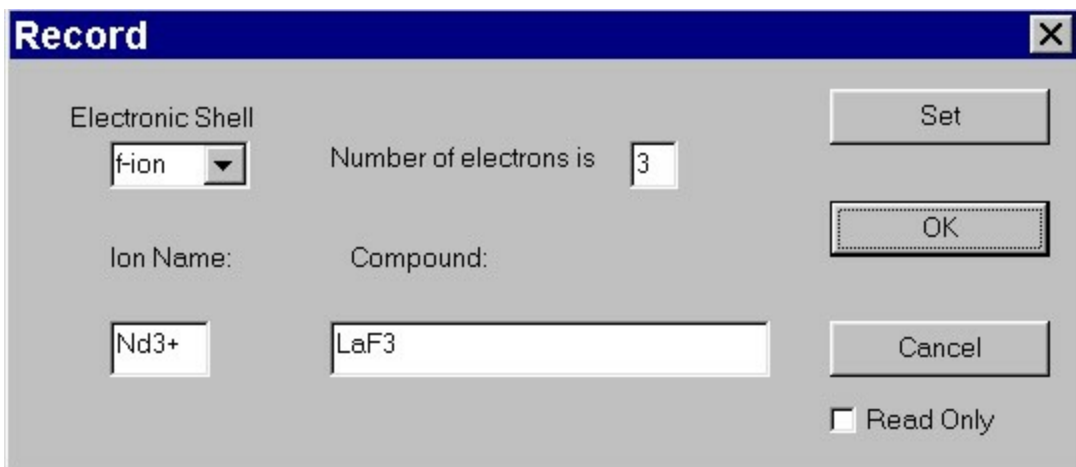 Record
Electronic Shell
Set
f-ion
Number of electrons is 3
OK
Ion Name: Compound:
Nd3+ LaF3
Cancel
Read Only